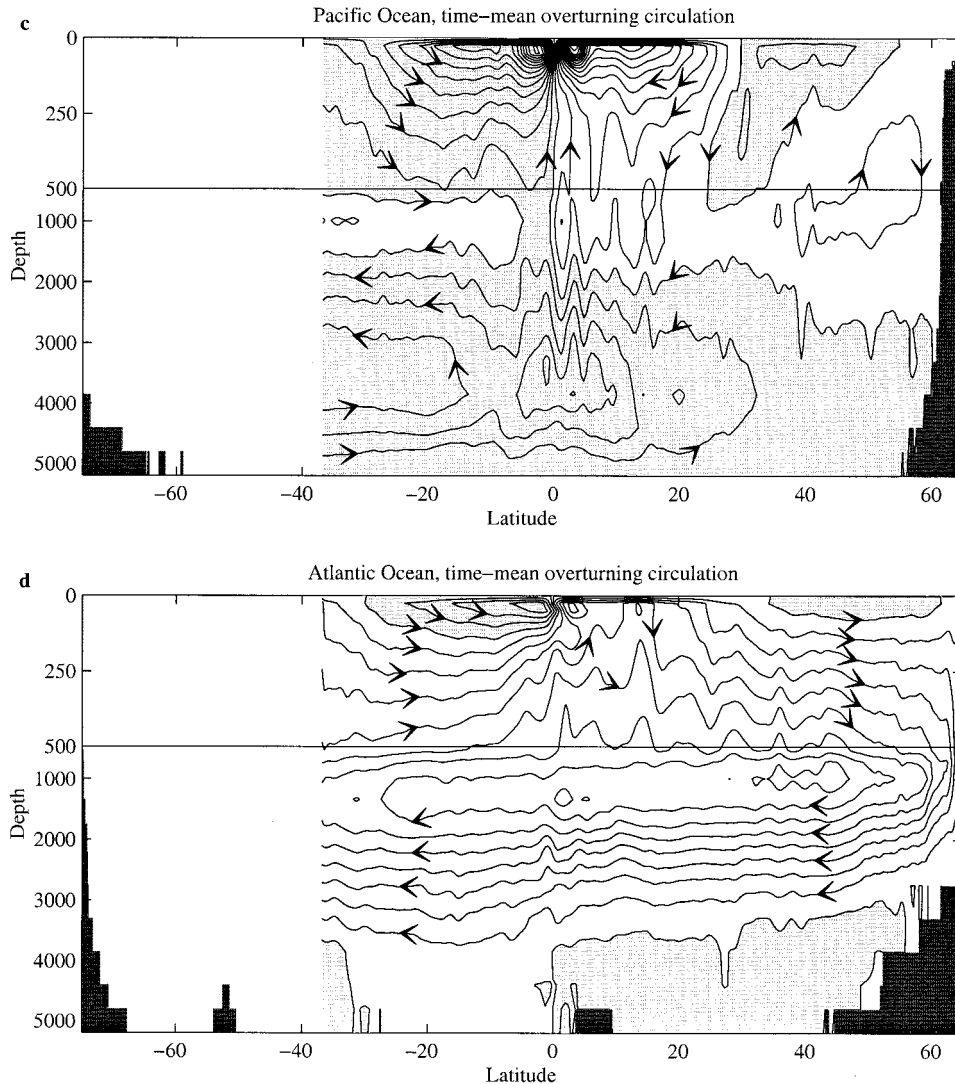 c
Pacific Ocean, time−mean overturning circulation
0
250
500
1000
2000
3000
4000
5000
Depth
−60 −40 −20 0 20 40 60
Latitude
d
Atlantic Ocean, time−mean overturning circulation
0
250
500
1000
2000
3000
4000
5000
Depth
−60 −40 −20 0 20 40 60
Latitude